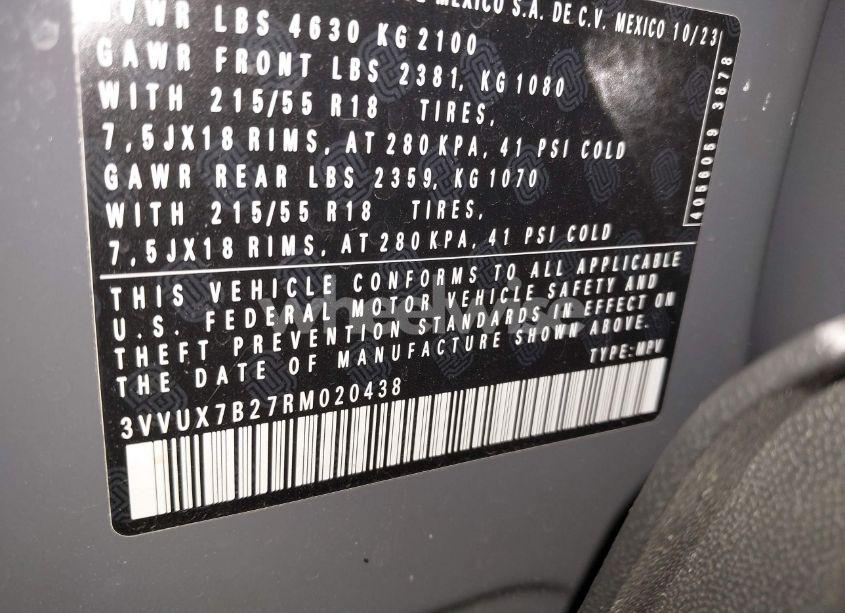 MEXICO S.A. DE C.V. MEXICO 10/23
GVWR LBS 4630 KG 2100
GAWR FRONT LBS 2381, KG 1080
WITH 215/55 R18 TIRES,
7,5JX18 RIMS, AT 280 KPA, 41 PSI COLD
GAWR REAR LBS 2359, KG 1070
WITH 215/55 R18 TIRES,
7,5JX18 RIMS, AT 280 KPA, 41 PSI COLD
4056059 3878
THIS VEHICLE CONFORMS TO ALL APPLICABLE
U.S. FEDERAL MOTOR VEHICLE SAFETY AND
THEFT PREVENTION STANDARDS IN EFFECT ON
THE DATE OF MANUFACTURE SHOWN ABOVE.
TYPE: MPV
3VVUX7B27RM020438
wheelwise